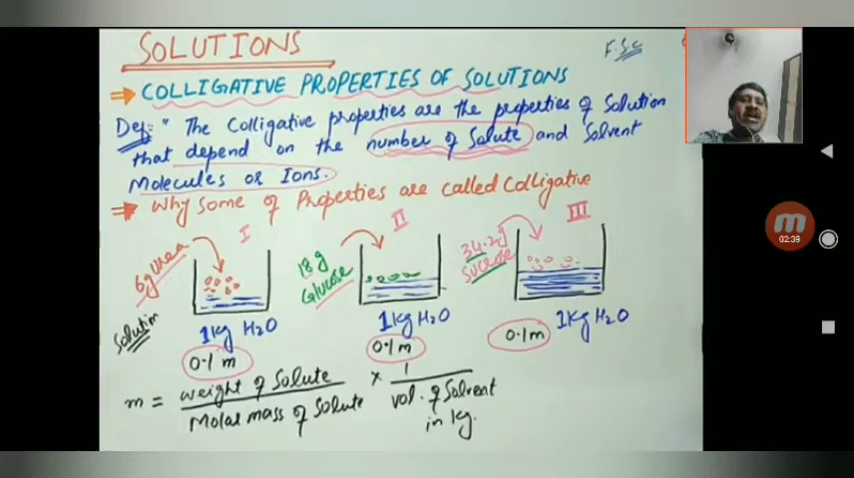 SOLUTIONS
F.Sc
⇒ COLLIGATIVE PROPERTIES OF SOLUTIONS
Def:- " The Colligative properties are the properties of Solution
that depend on the number of Solute and Solvent
Molecules or Ions.
⇒ Why Some of Properties are called Colligative
I
II
III
6g urea
18g
Glucose
34.2g
Sucrose
Solution
1kg H2O
1kg H2O
1kg H2O
0.1 m
0.1 m
0.1m
m = weight of Solute / Molar mass of Solute × 1 / vol. of Solvent
in kg.
02:39